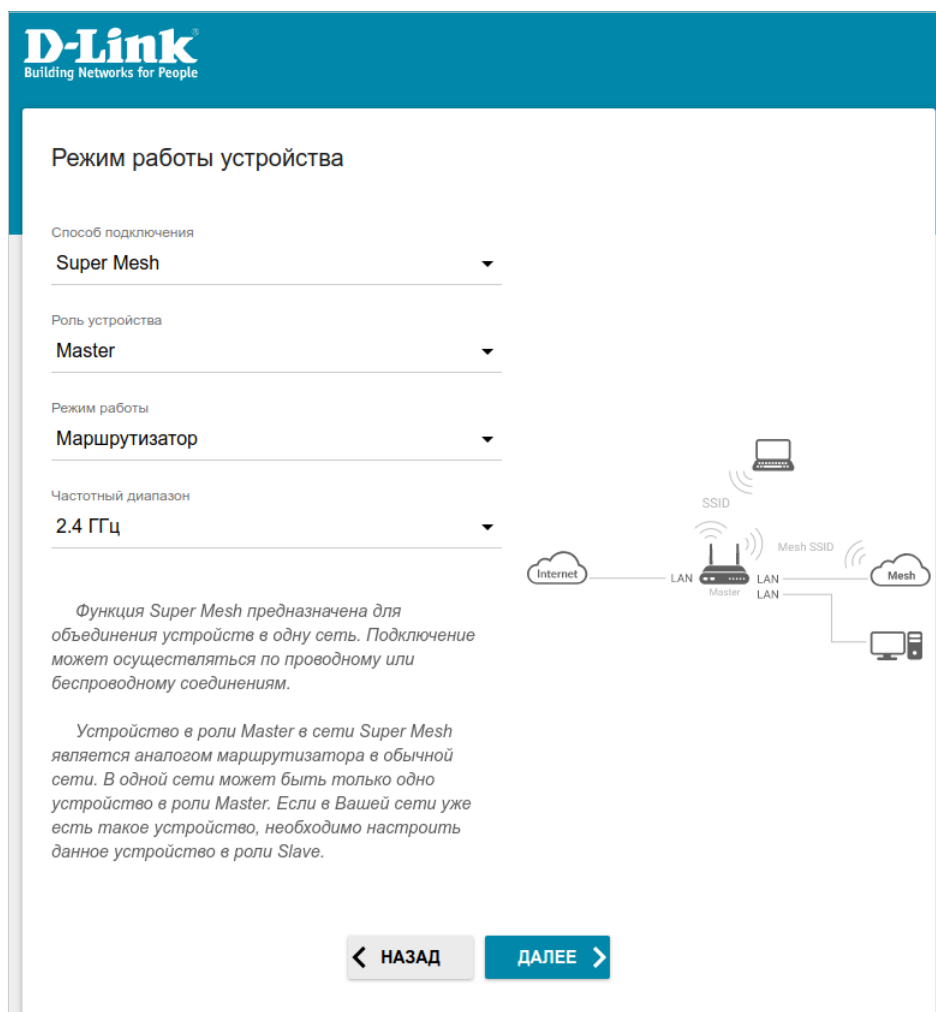 D-Link®
Building Networks for People
Режим работы устройства
Способ подключения
Super Mesh
Роль устройства
Master
Режим работы
Маршрутизатор
Частотный диапазон
2.4 ГГц
SSID
Mesh SSID
Internet
LAN
LAN
Mesh
Master
LAN
Функция Super Mesh предназначена для
объединения устройств в одну сеть. Подключение
может осуществляться по проводному или
беспроводному соединениям.
Устройство в роли Master в сети Super Mesh
является аналогом маршрутизатора в обычной
сети. В одной сети может быть только одно
устройство в роли Master. Если в Вашей сети уже
есть такое устройство, необходимо настроить
данное устройство в роли Slave.
НАЗАД
ДАЛЕЕ